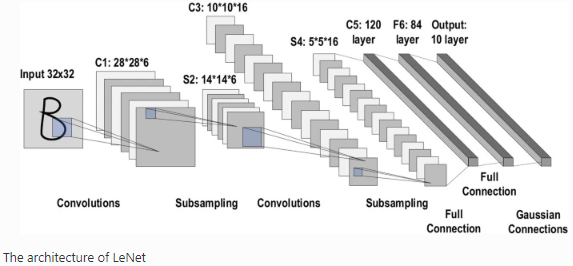 C3: 10*10*16
C1: 28*28*6
Input 32x32
S2: 14*14*6
S4: 5*5*16
C5: 120
layer
F6: 84
layer
Output:
10 layer
B
Convolutions
Subsampling
Convolutions
Subsampling
Full
Connection
Full
Connection
Gaussian
Connections
The architecture of LeNet